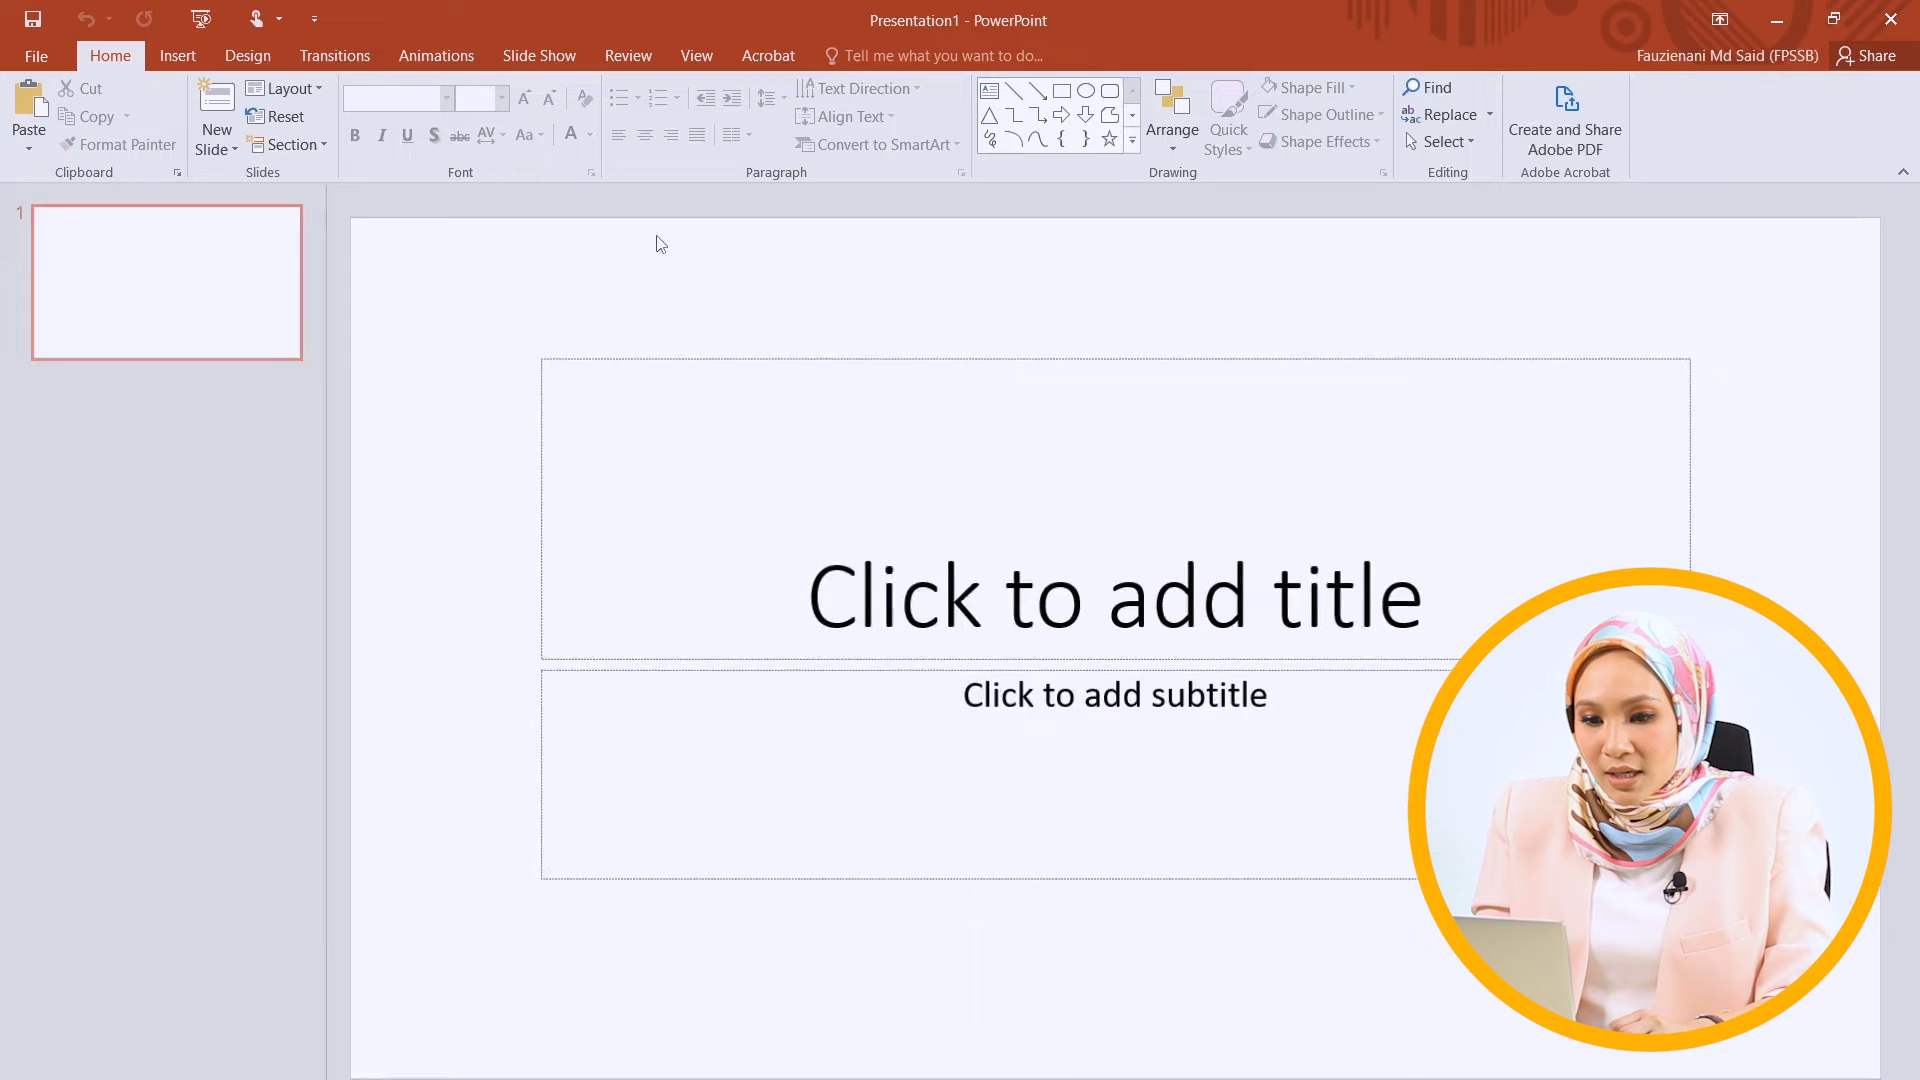 Presentation1 - PowerPoint
File Home Insert Design Transitions Animations Slide Show Review View Acrobat Tell me what you want to do... Fauzienani Md Said (FPSSB) Share
Paste
Cut
Copy
Format Painter
Clipboard
New Slide
Layout
Reset
Section
Slides
B I U S abc AV Aa A
Font
Text Direction
Align Text
Convert to SmartArt
Paragraph
Arrange
Quick Styles
Shape Fill
Shape Outline
Shape Effects
Drawing
Find
Replace
Select
Editing
Create and Share
Adobe PDF
Adobe Acrobat
1
Click to add title
Click to add subtitle